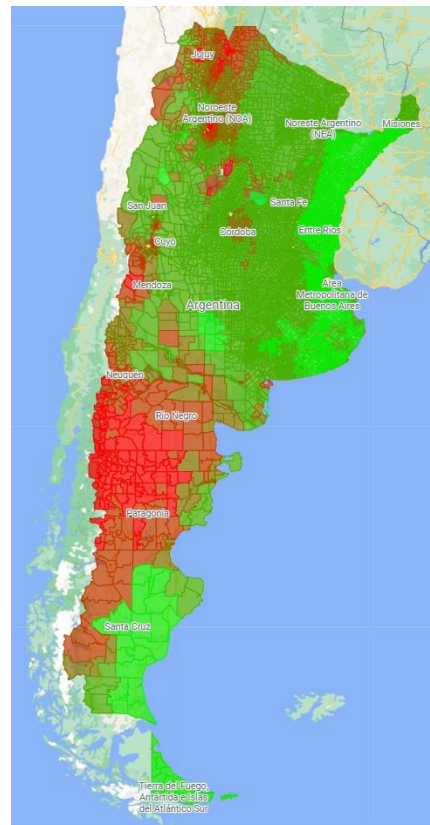 Jujuy
Noroeste
Argentino (NOA)
Noreste Argentino
(NEA)
Misiones
San Juan
Santa Fe
Cuyo
Córdoba
Entre Ríos
Mendoza
Área
Metropolitana de
Buenos Aires
Argentina
Neuquén
Río Negro
Patagonia
Santa Cruz
Tierra del Fuego,
Antártida e Islas
del Atlántico Sur